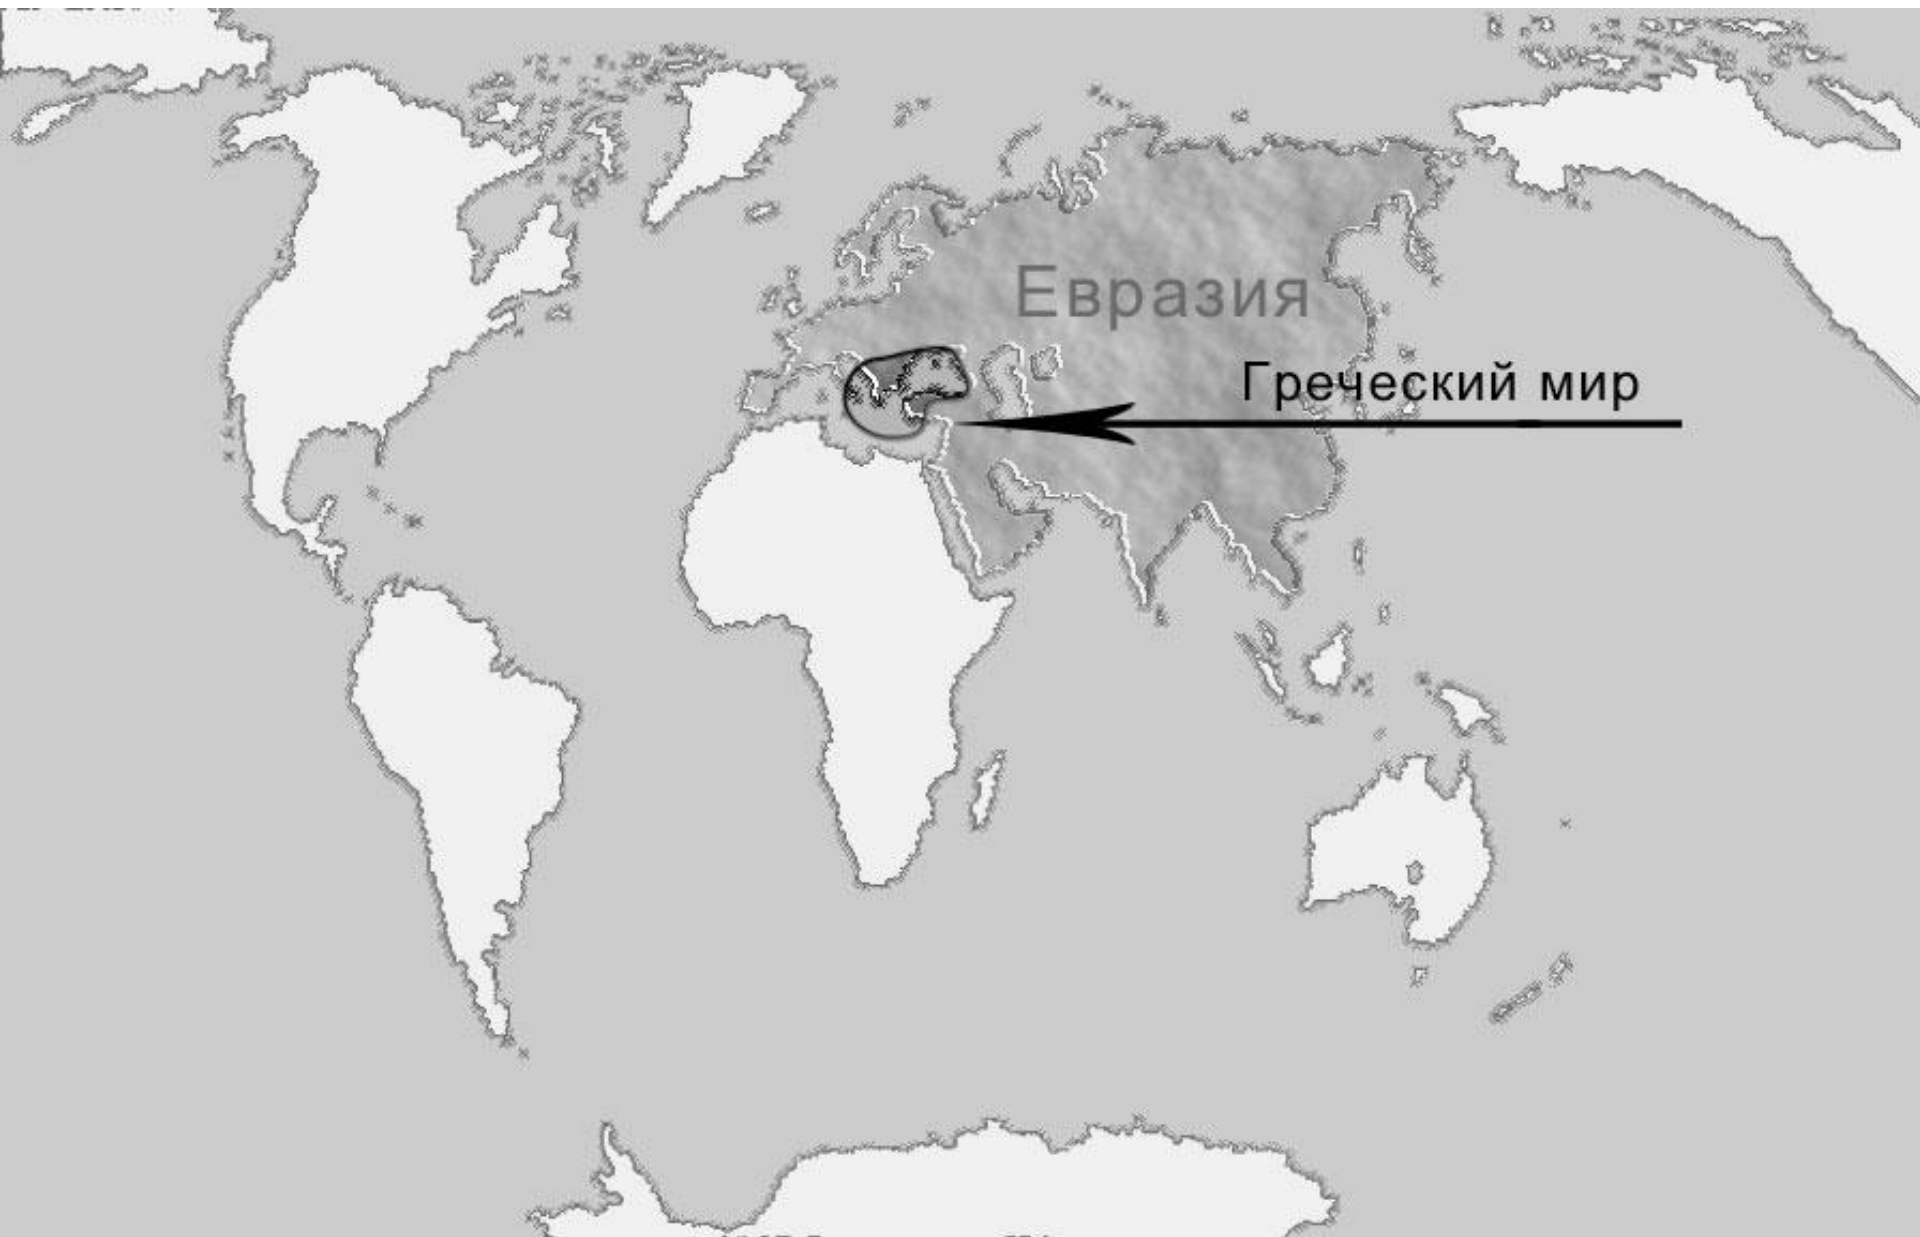 Евразия
Греческий мир